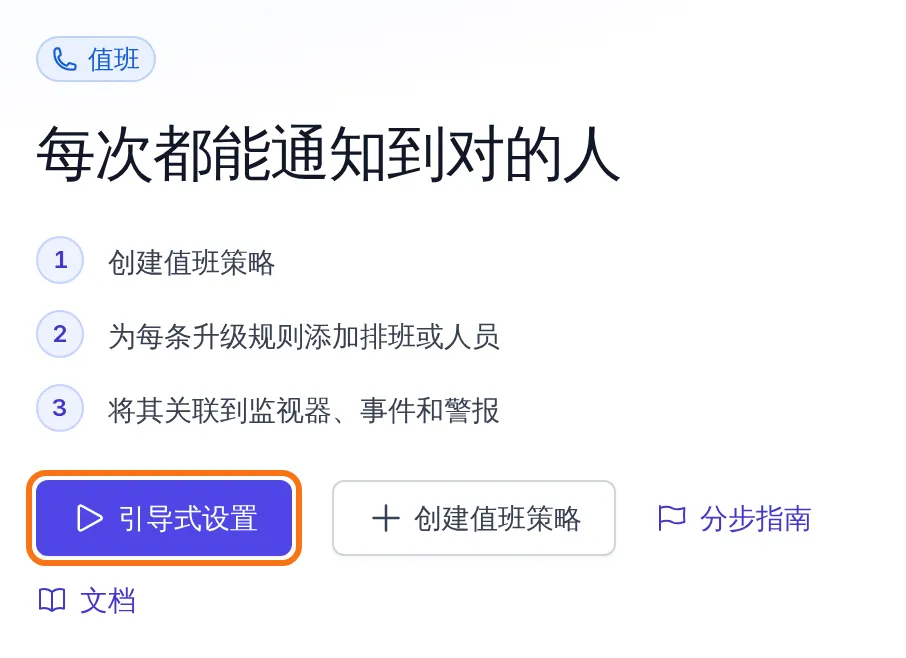 值班
每次都能通知到对的人
1 创建值班策略
2 为每条升级规则添加排班或人员
3 将其关联到监视器、事件和警报
引导式设置 创建值班策略 分步指南
文档